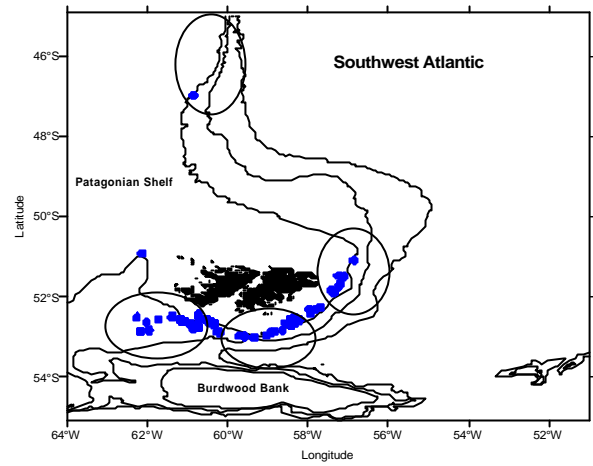 Southwest Atlantic
46°S
48°S
Patagonian Shelf
50°S
Latitude
52°S
54°S
Burdwood Bank
64°W 62°W 60°W 58°W 56°W 54°W 52°W
Longitude